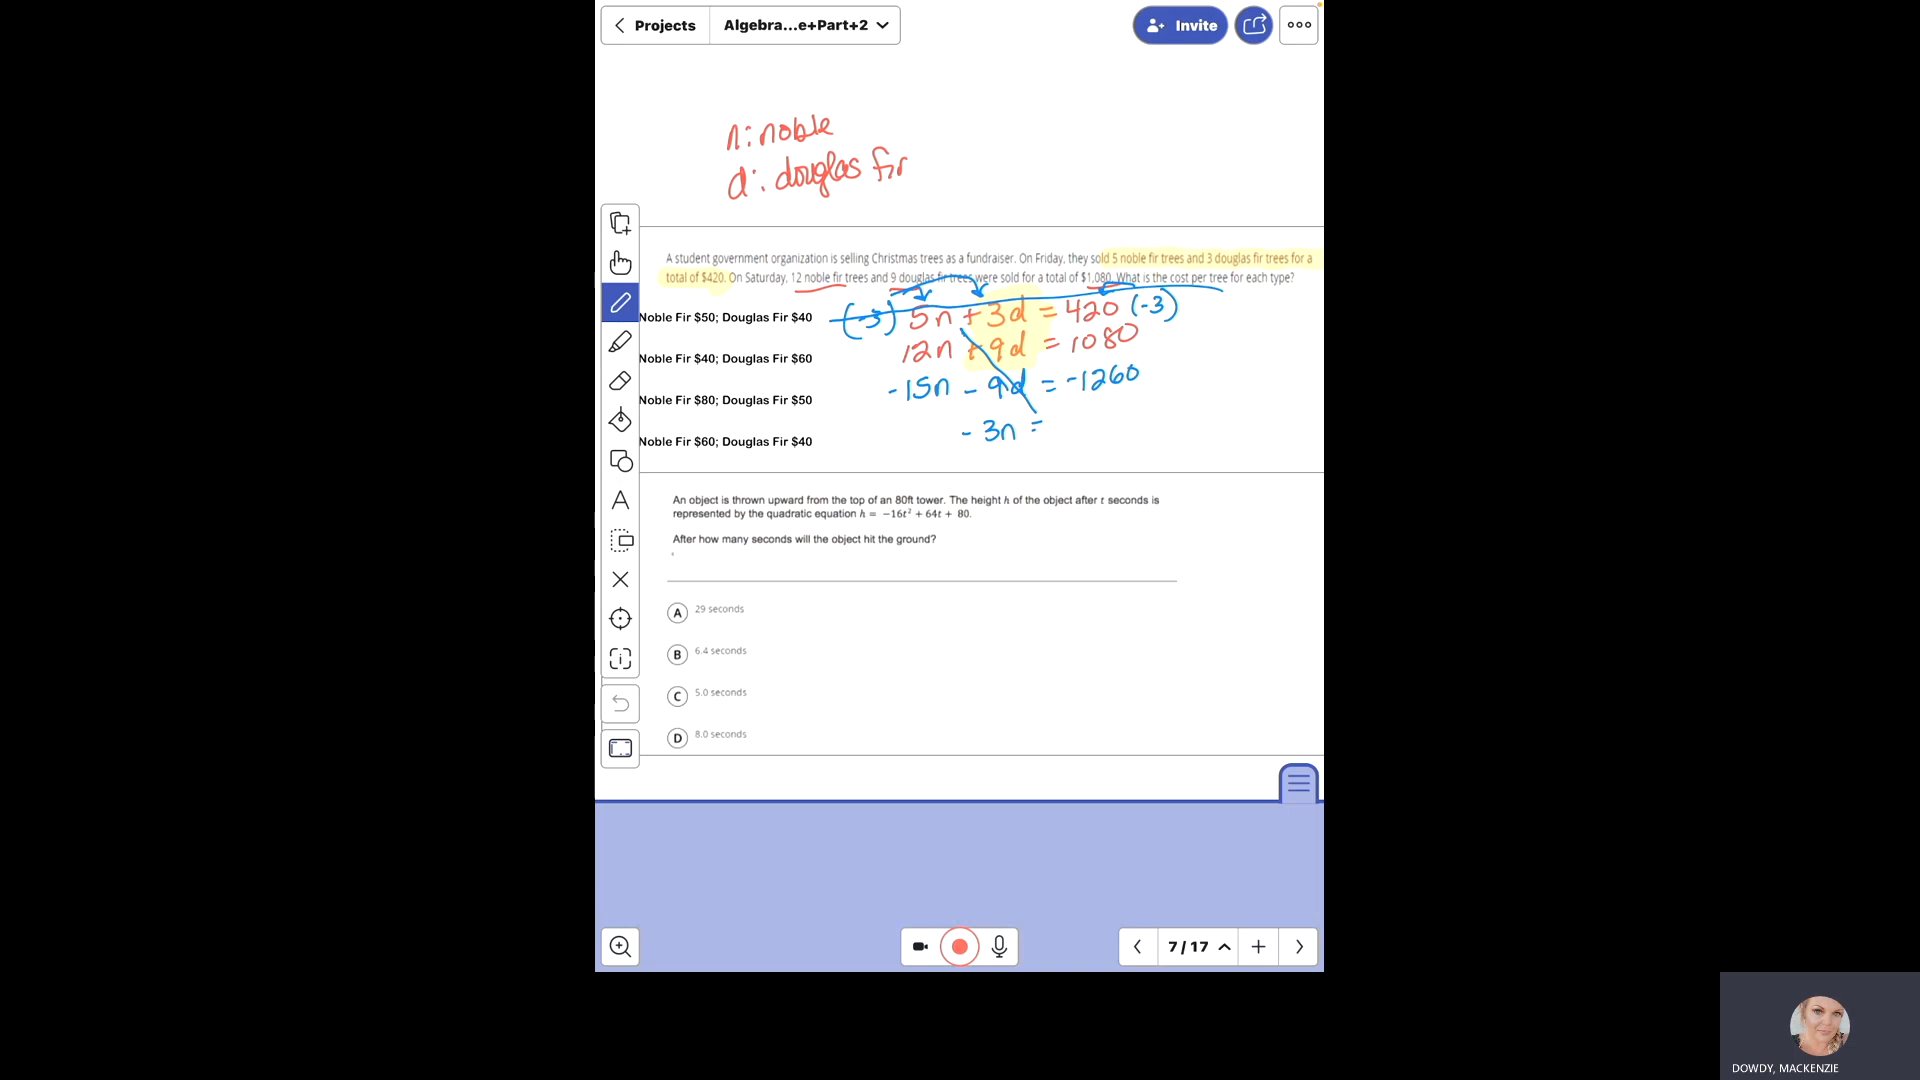 Projects Algebra...e+Part+2 Invite
n: noble
d: douglas fir
A student government organization is selling Christmas trees as a fundraiser. On Friday, they sold 5 noble fir trees and 3 douglas fir trees for a
total of $420. On Saturday, 12 noble fir trees and 9 douglas fir trees were sold for a total of $1,080. What is the cost per tree for each type?
Noble Fir $50; Douglas Fir $40
(-3) 5n + 3d = 420 (-3)
12n + 9d = 1080
Noble Fir $40; Douglas Fir $60
-15n - 9d = -1260
Noble Fir $80; Douglas Fir $50
-3n =
Noble Fir $60; Douglas Fir $40
An object is thrown upward from the top of an 80ft tower. The height h of the object after t seconds is
represented by the quadratic equation h = −16t² + 64t + 80.
After how many seconds will the object hit the ground?
A 29 seconds
B 6.4 seconds
C 5.0 seconds
D 8.0 seconds
7 / 17
DOWDY, MACKENZIE